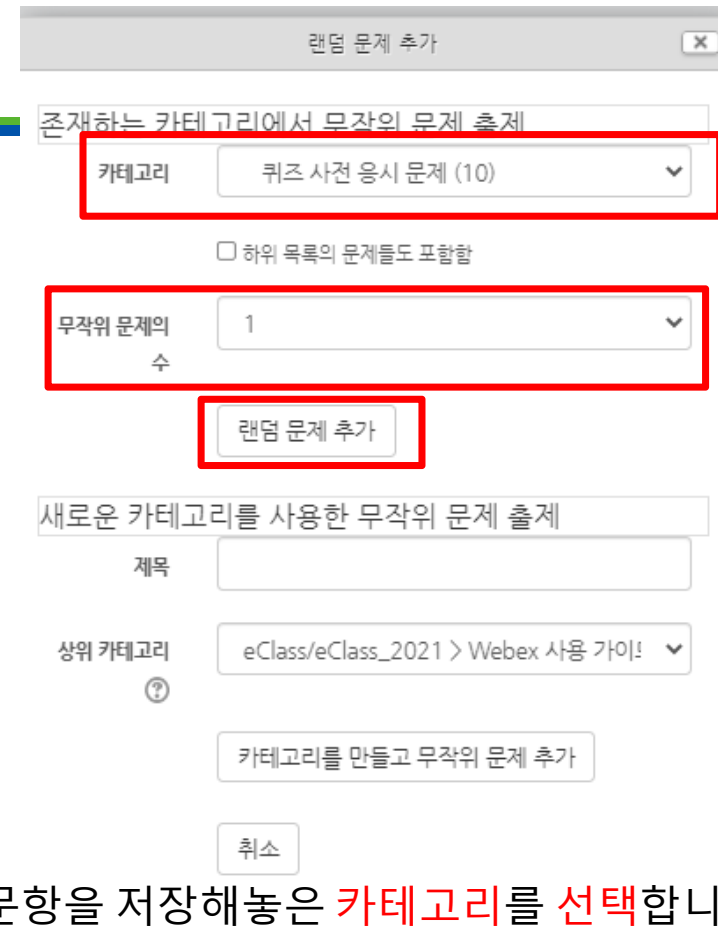 랜덤 문제 추가
존재하는 카테고리에서 무작위 문제 출제
카테고리 퀴즈 사전 응시 문제 (10)
하위 목록의 문제들도 포함함
무작위 문제의 1
수
랜덤 문제 추가
새로운 카테고리를 사용한 무작위 문제 출제
제목
상위 카테고리 eClass/eClass_2021 > Webex 사용
카테고리를 만들고 무작위 문제 추가
취소
문항을 저장해놓은 카테고리를 선택합니